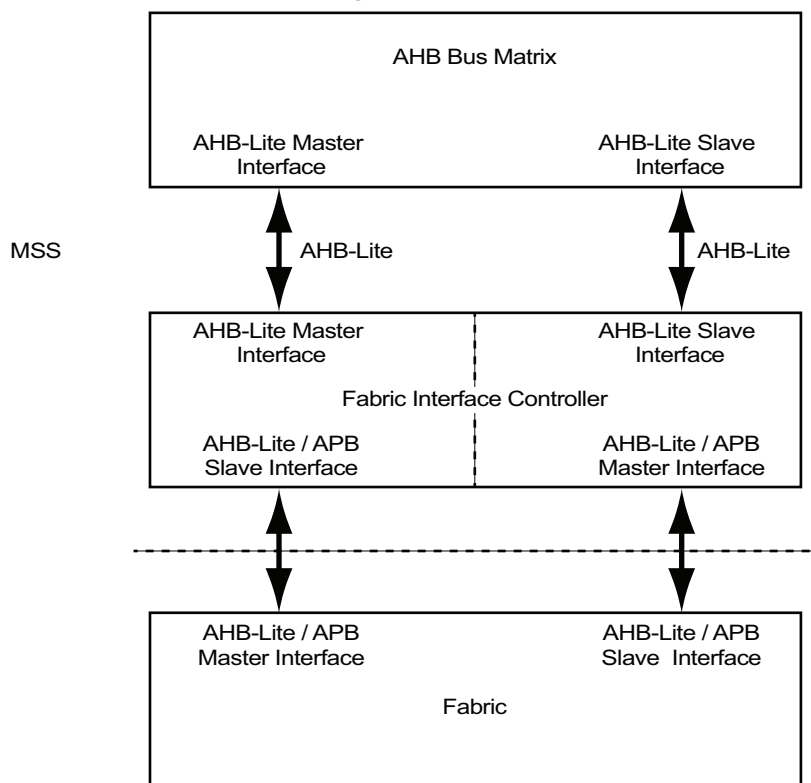 AHB Bus Matrix
AHB-Lite Master
Interface
AHB-Lite Slave
Interface
MSS
AHB-Lite
AHB-Lite
AHB-Lite Master
Interface
AHB-Lite Slave
Interface
Fabric Interface Controller
AHB-Lite / APB
Slave Interface
AHB-Lite / APB
Master Interface
AHB-Lite / APB
Master Interface
AHB-Lite / APB
Slave  Interface
Fabric